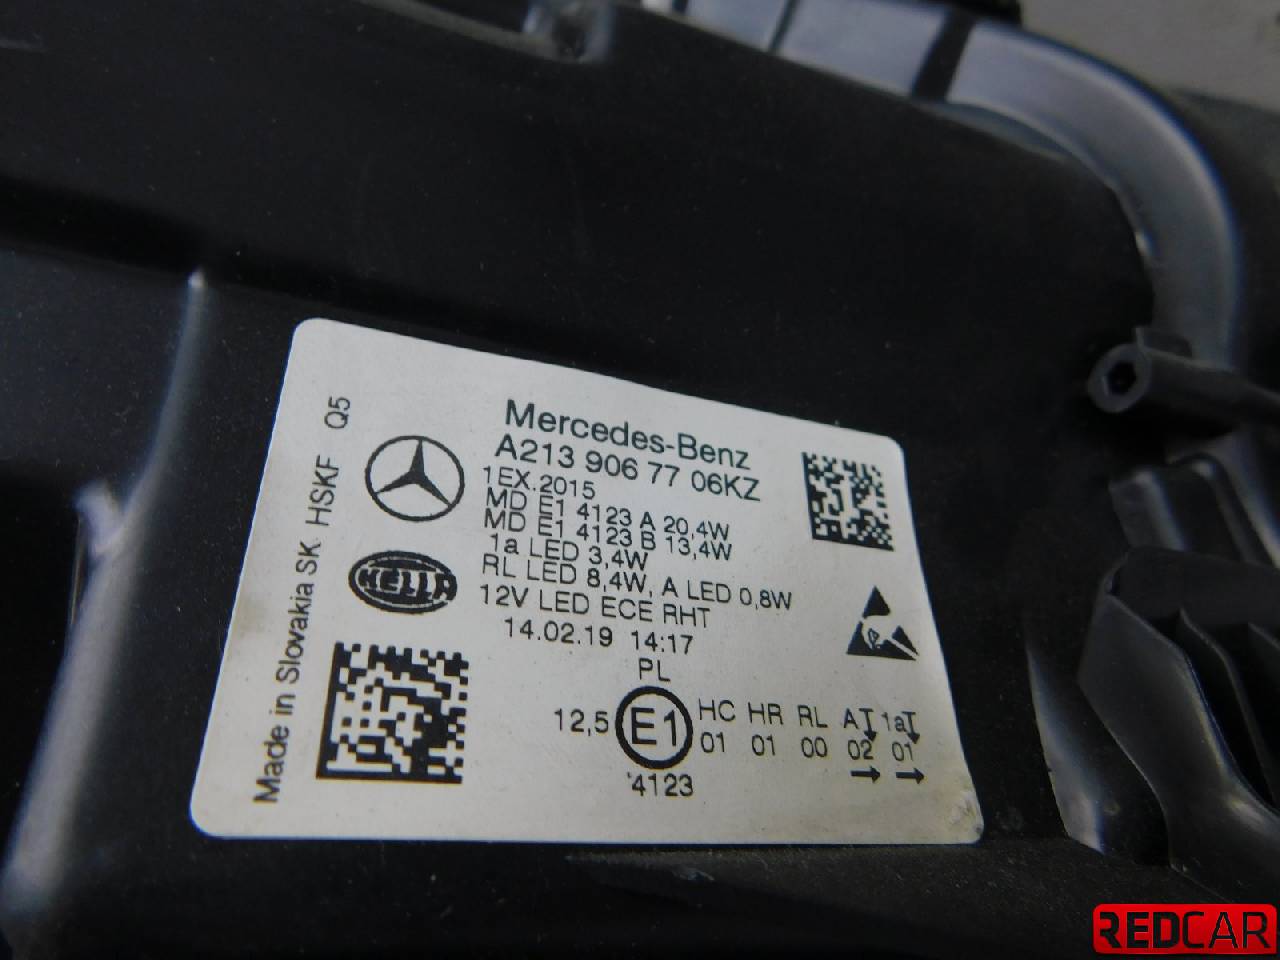 Mercedes-Benz
A213 906 77 06KZ
1EX.2015
MD E1 4123 A 20,4W
MD E1 4123 B 13,4W
1a LED 3,4W
RL LED 8,4W, A LED 0,8W
12V LED ECE RHT
14.02.19 14:17
PL
12,5 E1 HC HR RL A 1a
01 01 00 02 01
4123
HELLA
Made in Slovakia SK HSKF Q5
REDCAR